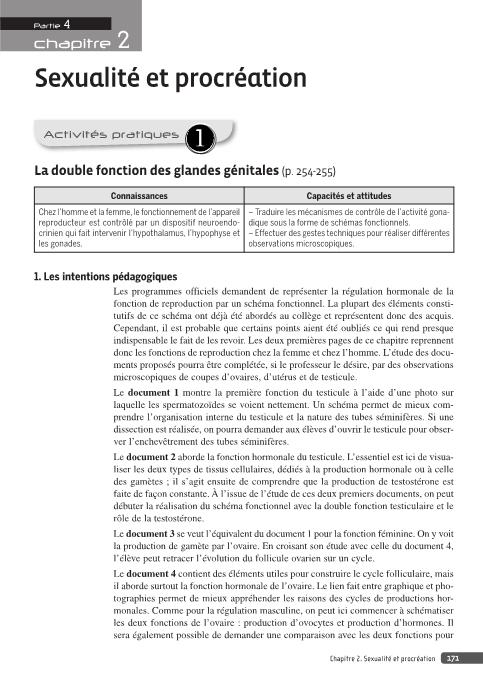 Partie 4
chapitre 2
Sexualité et procréation
Activités pratiques 1
La double fonction des glandes génitales (p. 254-255)
Connaissances
Capacités et attitudes
Chez l'homme et la femme, le fonctionnement de l'appareil
reproducteur est contrôlé par un dispositif neuroendo-
crinien qui fait intervenir l'hypothalamus, l'hypophyse et
les gonades.
– Traduire les mécanismes de contrôle de l'activité gona-
dique sous la forme de schémas fonctionnels.
– Effectuer des gestes techniques pour réaliser différentes
observations microscopiques.
1. Les intentions pédagogiques
Les programmes officiels demandent de représenter la régulation hormonale de la
fonction de reproduction par un schéma fonctionnel. La plupart des éléments consti-
tutifs de ce schéma ont déjà été abordés au collège et représentent donc des acquis.
Cependant, il est probable que certains points aient été oubliés ce qui rend presque
indispensable le fait de les revoir. Les deux premières pages de ce chapitre reprennent
donc les fonctions de reproduction chez la femme et chez l'homme. L'étude des docu-
ments proposés pourra être complétée, si le professeur le désire, par des observations
microscopiques de coupes d'ovaires, d'utérus et de testicule.
Le document 1 montre la première fonction du testicule à l'aide d'une photo sur
laquelle les spermatozoïdes se voient nettement. Un schéma permet de mieux com-
prendre l'organisation interne du testicule et la nature des tubes séminifères. Si une
dissection est réalisée, on pourra demander aux élèves d'ouvrir le testicule pour obser-
ver l'enchevêtrement des tubes séminifères.
Le document 2 aborde la fonction hormonale du testicule. L'essentiel est ici de visua-
liser les deux types de tissus cellulaires, dédiés à la production hormonale ou à celle
des gamètes ; il s'agit ensuite de comprendre que la production de testostérone est
faite de façon constante. À l'issue de l'étude de ces deux premiers documents, on peut
débuter la réalisation du schéma fonctionnel avec la double fonction testiculaire et le
rôle de la testostérone.
Le document 3 se veut l'équivalent du document 1 pour la fonction féminine. On y voit
la production de gamète par l'ovaire. En croisant son étude avec celle du document 4,
l'élève peut retracer l'évolution du follicule ovarien sur un cycle.
Le document 4 contient des éléments utiles pour construire le cycle folliculaire, mais
il aborde surtout la fonction hormonale de l'ovaire. Le lien fait entre graphique et pho-
tographies permet de mieux appréhender les raisons des cycles de productions hor-
monales. Comme pour la régulation masculine, on peut ici commencer à schématiser
les deux fonctions de l'ovaire : production d'ovocytes et production d'hormones. Il
sera également possible de demander une comparaison avec les deux fonctions pour
Chapitre 2. Sexualité et procréation 171